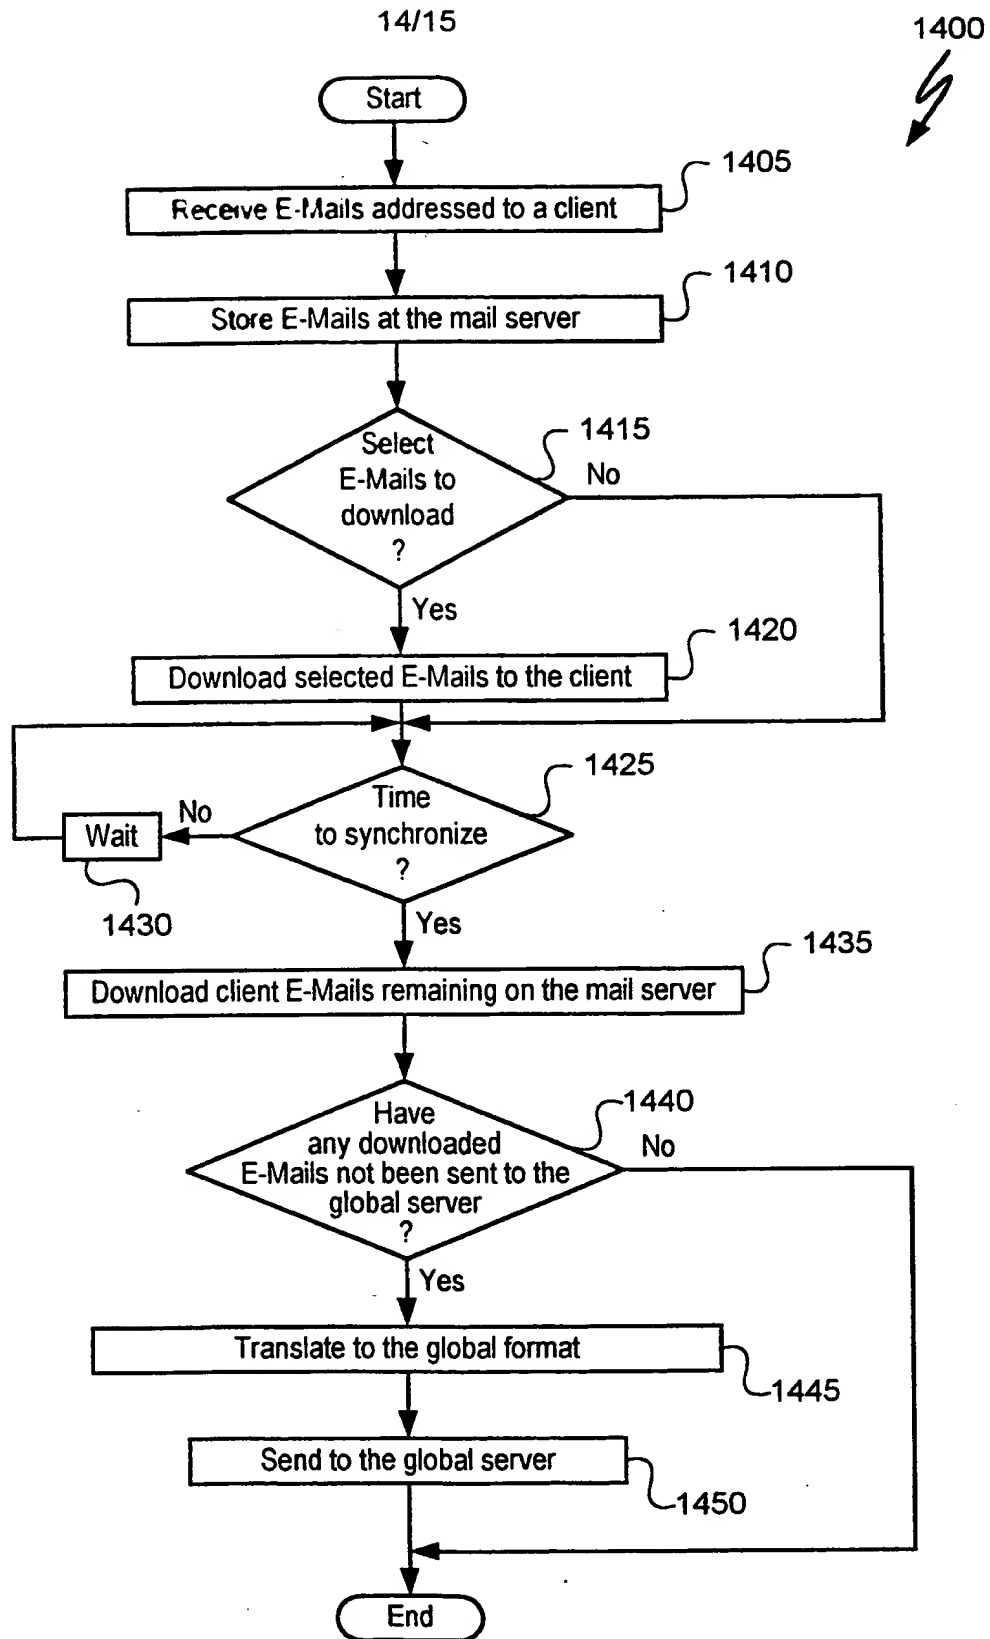 14/15
1400
Start
1405
Receive E-Mails addressed to a client
1410
Store E-Mails at the mail server
1415
Select
E-Mails to
download
?
No
Yes
1420
Download selected E-Mails to the client
1425
Time
to synchronize
?
No
Wait
1430
Yes
1435
Download client E-Mails remaining on the mail server
1440
Have
any downloaded
E-Mails not been sent to the
global server
?
No
Yes
Translate to the global format
1445
Send to the global server
1450
End